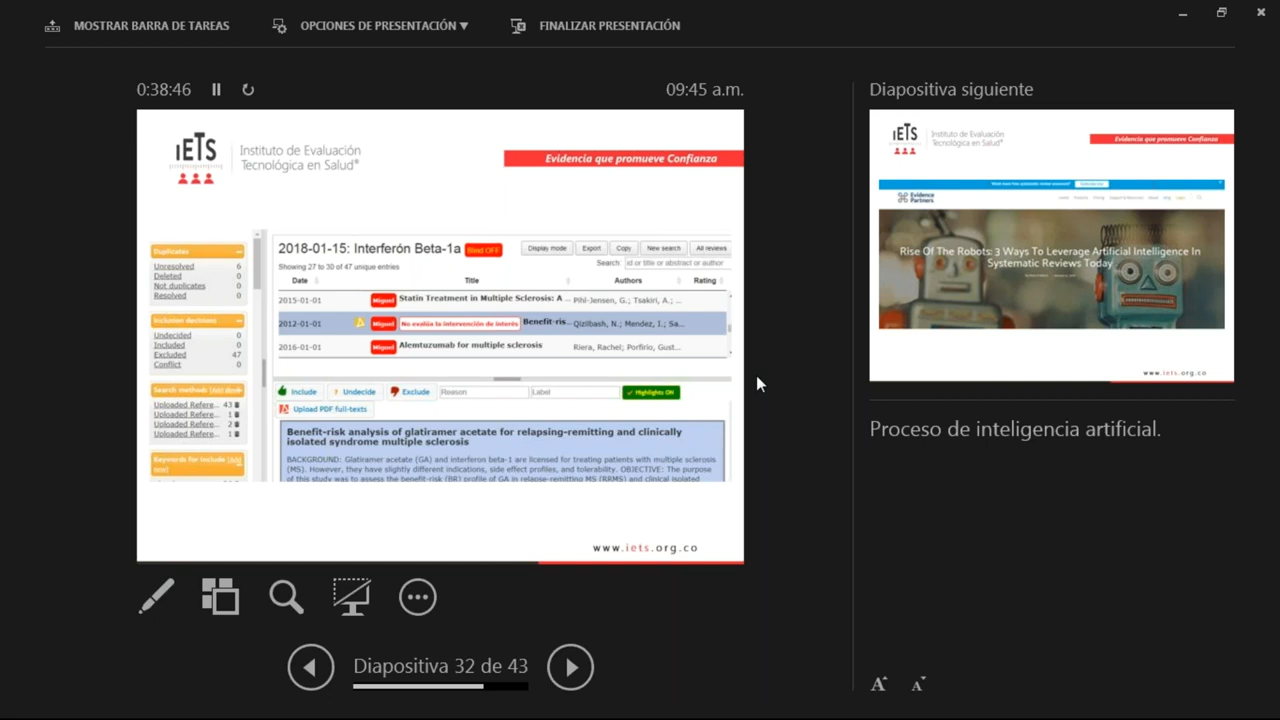 MOSTRAR BARRA DE TAREAS
OPCIONES DE PRESENTACIÓN ▼
FINALIZAR PRESENTACIÓN
0:38:46
09:45 a.m.
IETS
Instituto de Evaluación
Tecnológica en Salud®
Evidencia que promueve Confianza
Duplicates
Unresolved 6
Deleted 0
Not duplicates 0
Resolved 0
Inclusion decisions
Undecided 0
Included 0
Excluded 47
Conflict 0
Search methods
Uploaded Refere... 43
Uploaded Refere... 1
Uploaded Refere... 2
Uploaded Refere... 1
Keywords for include
2018-01-15: Interferón Beta-1a Blind OFF
Display mode Export Copy New search All reviews
Showing 27 to 30 of 47 unique entries
Search: id or title or abstract or author
Date Title Authors Rating
2015-01-01 Miguel Statin Treatment in Multiple Sclerosis: A ... Pihl-Jensen, G.; Tsakiri, A.; ...
2012-01-01 Miguel No evalúa la intervención de interés Benefit-ris... Qizilbash, N.; Mendez, I.; Sa...
2016-01-01 Miguel Alemtuzumab for multiple sclerosis Riera, Rachel; Porfírio, Gust...
Include ? Undecide Exclude Reason Label ✓ Highlights ON
Upload PDF full-texts
Benefit-risk analysis of glatiramer acetate for relapsing-remitting and clinically
isolated syndrome multiple sclerosis
BACKGROUND: Glatiramer acetate (GA) and interferon beta-1 are licensed for treating patients with multiple sclerosis
(MS). However, they have slightly different indications, side effect profiles, and tolerability. OBJECTIVE: The purpose
of this study was to assess the benefit-risk (BR) profile of GA in relapse-remitting MS (RRMS) and clinical isolated
www.iets.org.co
Diapositiva 32 de 43
Diapositiva siguiente
IETS
Instituto de Evaluación
Tecnológica en Salud®
Evidencia que promueve Confianza
Evidence
Partners
Rise Of The Robots: 3 Ways To Leverage Artificial Intelligence In
Systematic Reviews Today
www.iets.org.co
Proceso de inteligencia artificial.
A A